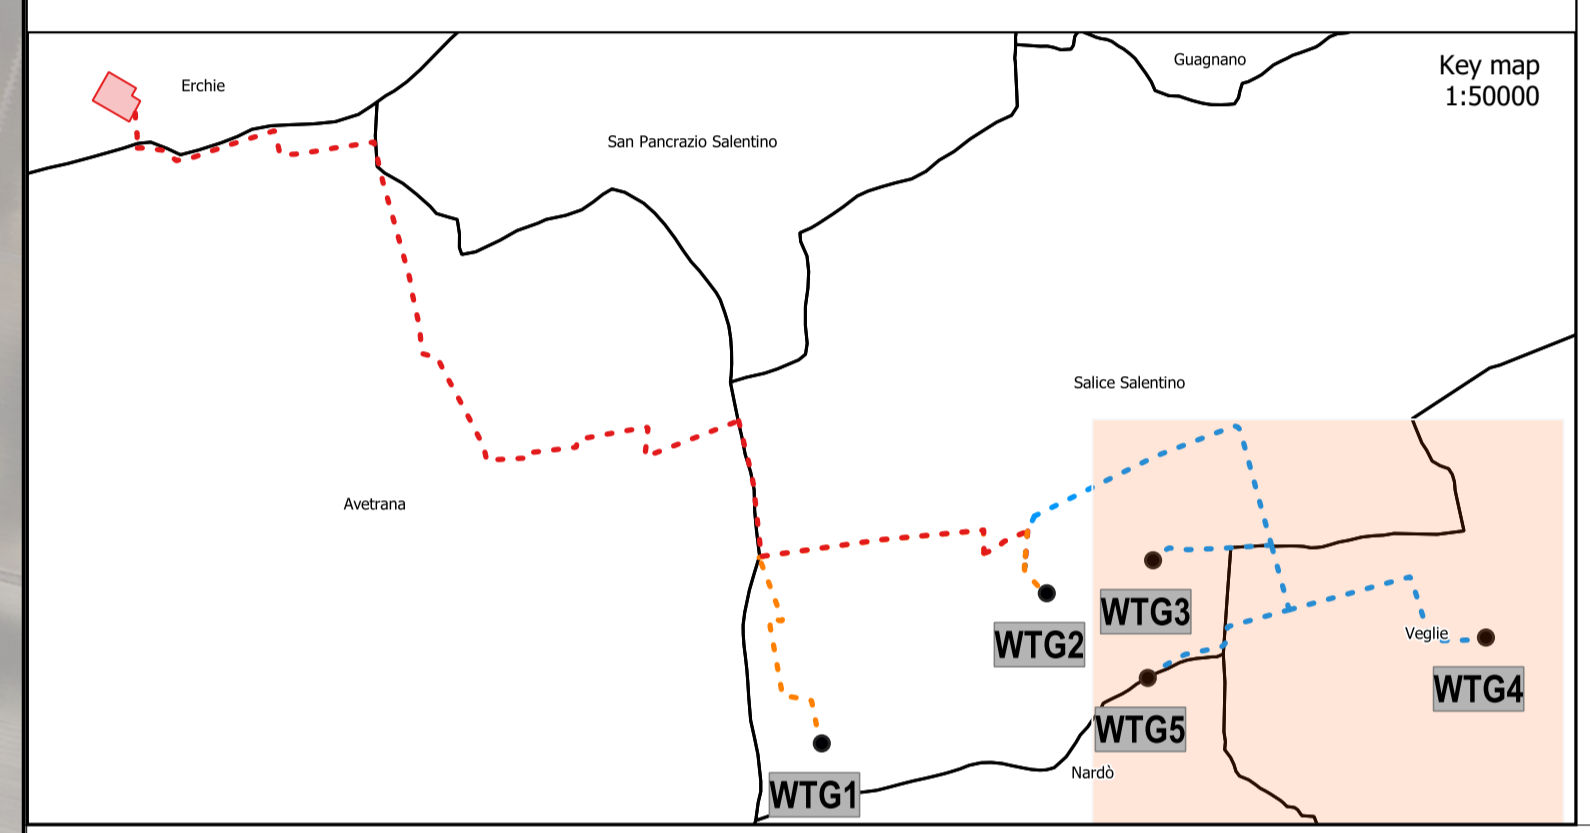 Key map
1:50000
Guagnano
Erchie
San Pancrazio Salentino
Salice Salentino
Avetrana
WTG3
Veglie
WTG2
WTG4
WTG5
Nardò
WTG1